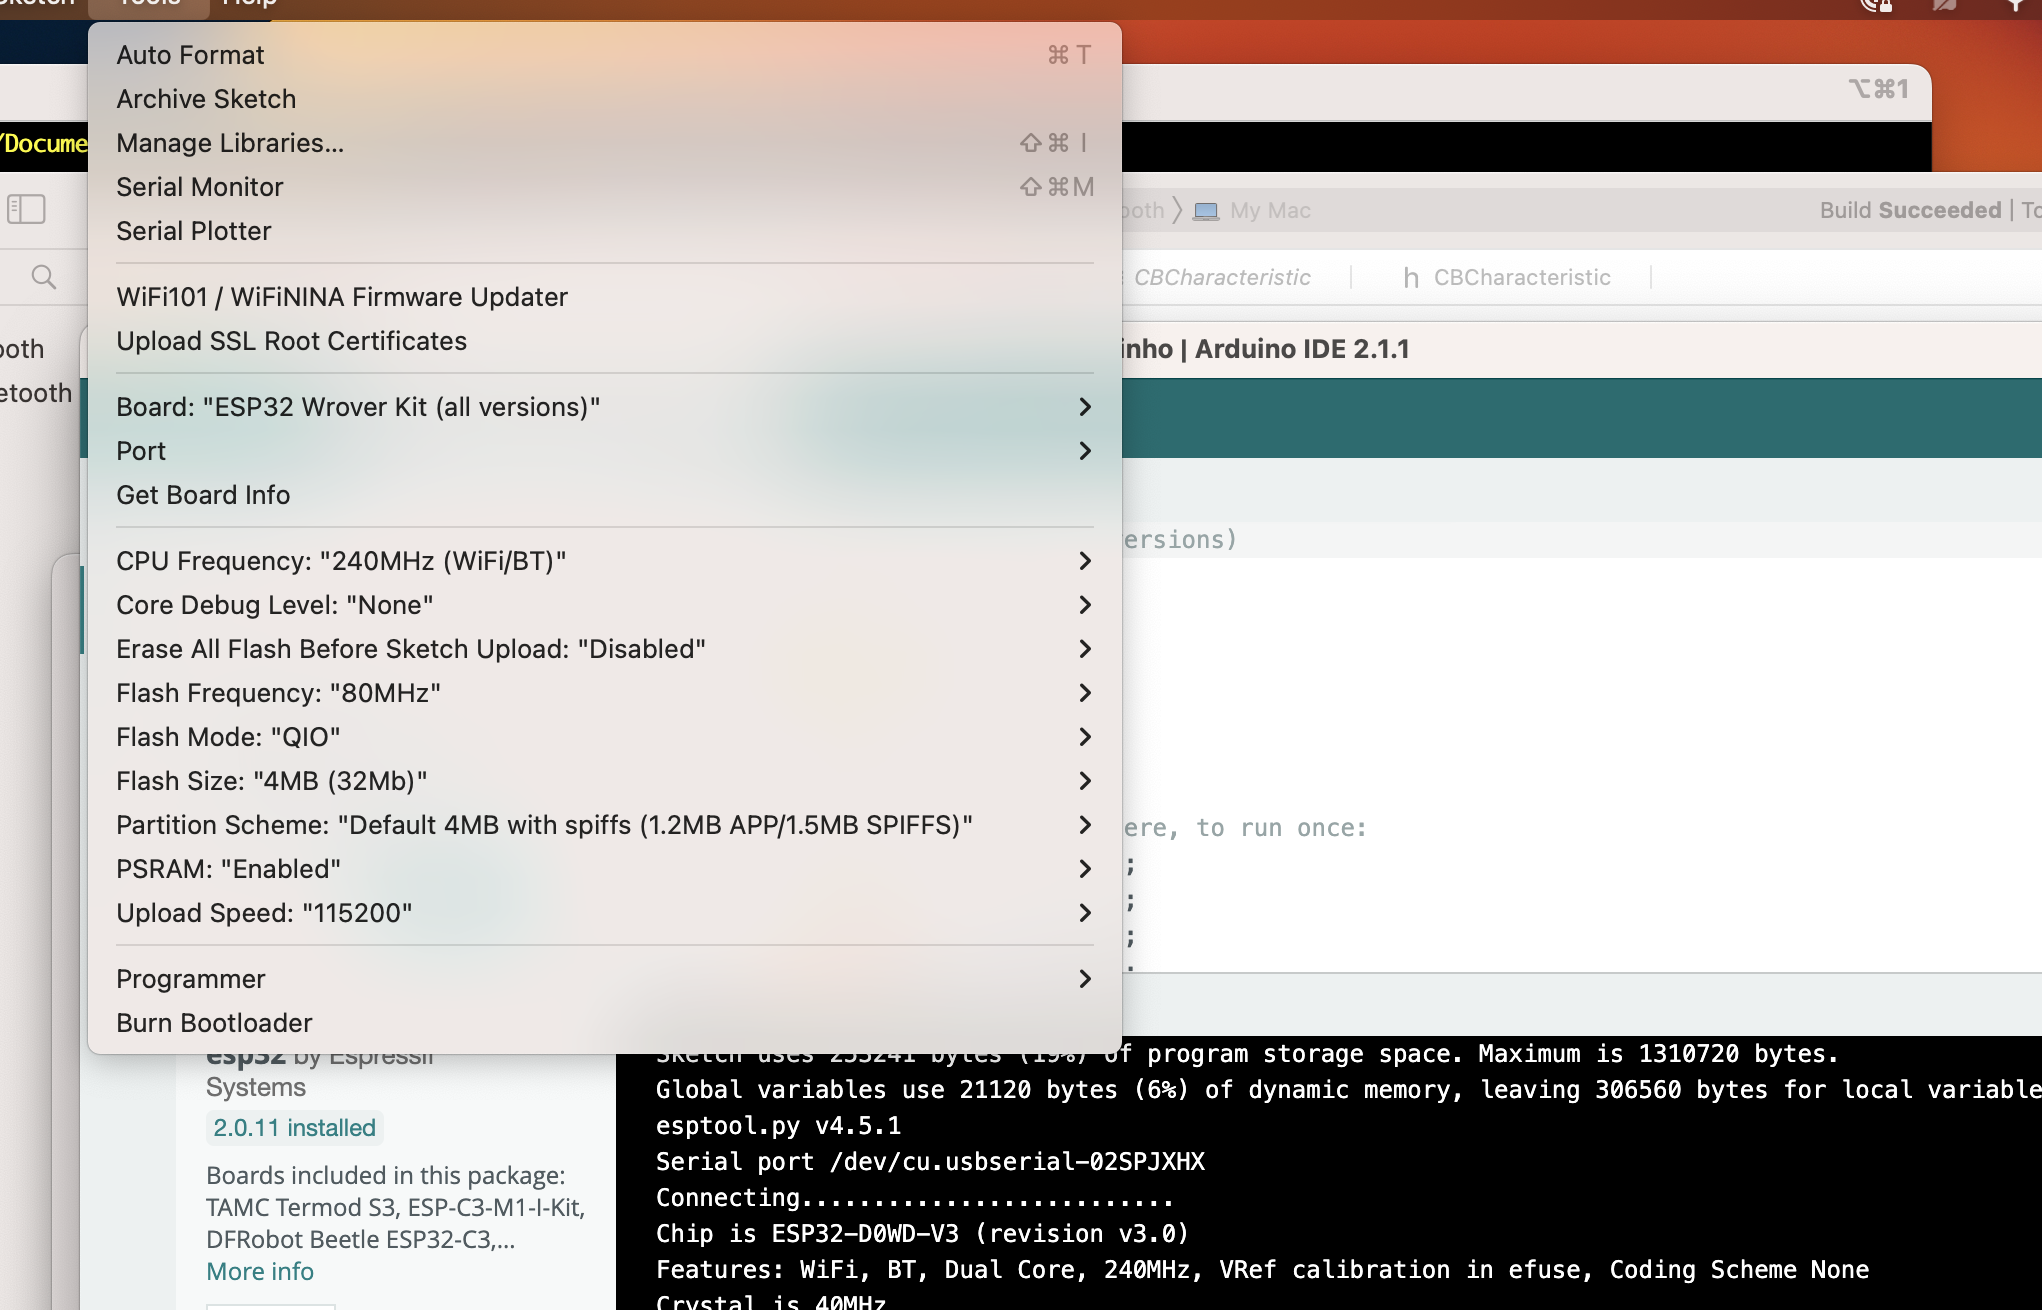 Tools Help
Auto Format ⌘ T
Archive Sketch
Manage Libraries... ⇧ ⌘ I
Serial Monitor ⇧ ⌘ M
Serial Plotter
WiFi101 / WiFiNINA Firmware Updater
Upload SSL Root Certificates
Board: "ESP32 Wrover Kit (all versions)"
Port
Get Board Info
CPU Frequency: "240MHz (WiFi/BT)"
Core Debug Level: "None"
Erase All Flash Before Sketch Upload: "Disabled"
Flash Frequency: "80MHz"
Flash Mode: "QIO"
Flash Size: "4MB (32Mb)"
Partition Scheme: "Default 4MB with spiffs (1.2MB APP/1.5MB SPIFFS)"
PSRAM: "Enabled"
Upload Speed: "115200"
Programmer
Burn Bootloader
⌥⌘1
/Docume
ooth
etooth
ooth 〉 My Mac
Build Succeeded | To
CBCharacteristic
h CBCharacteristic
inho | Arduino IDE 2.1.1
ersions)
ere, to run once:
;
;
;
esp32 by Espressif
Systems
2.0.11 installed
Boards included in this package:
TAMC Termod S3, ESP-C3-M1-I-Kit,
DFRobot Beetle ESP32-C3,...
More info
Sketch uses 253241 bytes (19%) of program storage space. Maximum is 1310720 bytes.
Global variables use 21120 bytes (6%) of dynamic memory, leaving 306560 bytes for local variable
esptool.py v4.5.1
Serial port /dev/cu.usbserial-02SPJXHX
Connecting..........................
Chip is ESP32-D0WD-V3 (revision v3.0)
Features: WiFi, BT, Dual Core, 240MHz, VRef calibration in efuse, Coding Scheme None
Crystal is 40MHz